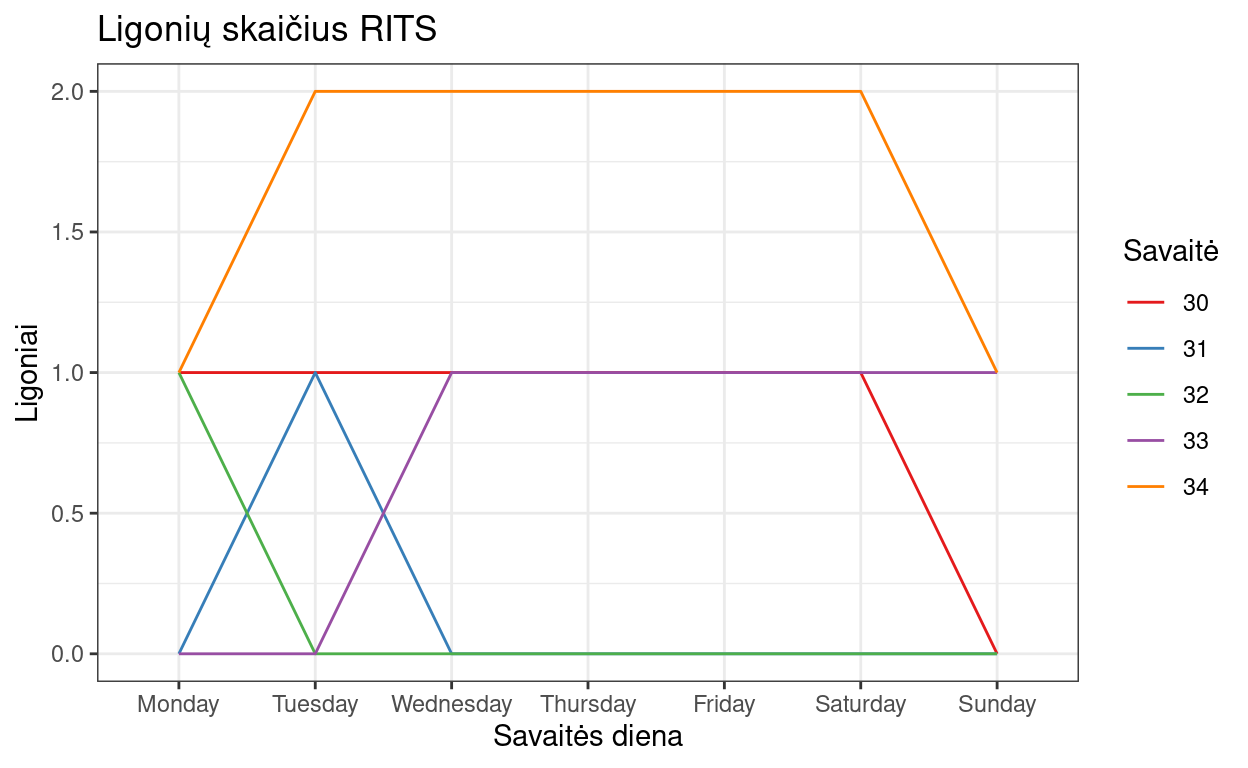 Ligonių skaičius RITS
2.0
1.5
1.0
0.5
0.0
Ligoniai
Monday Tuesday Wednesday Thursday Friday Saturday Sunday
Savaitės diena
Savaitė
30
31
32
33
34